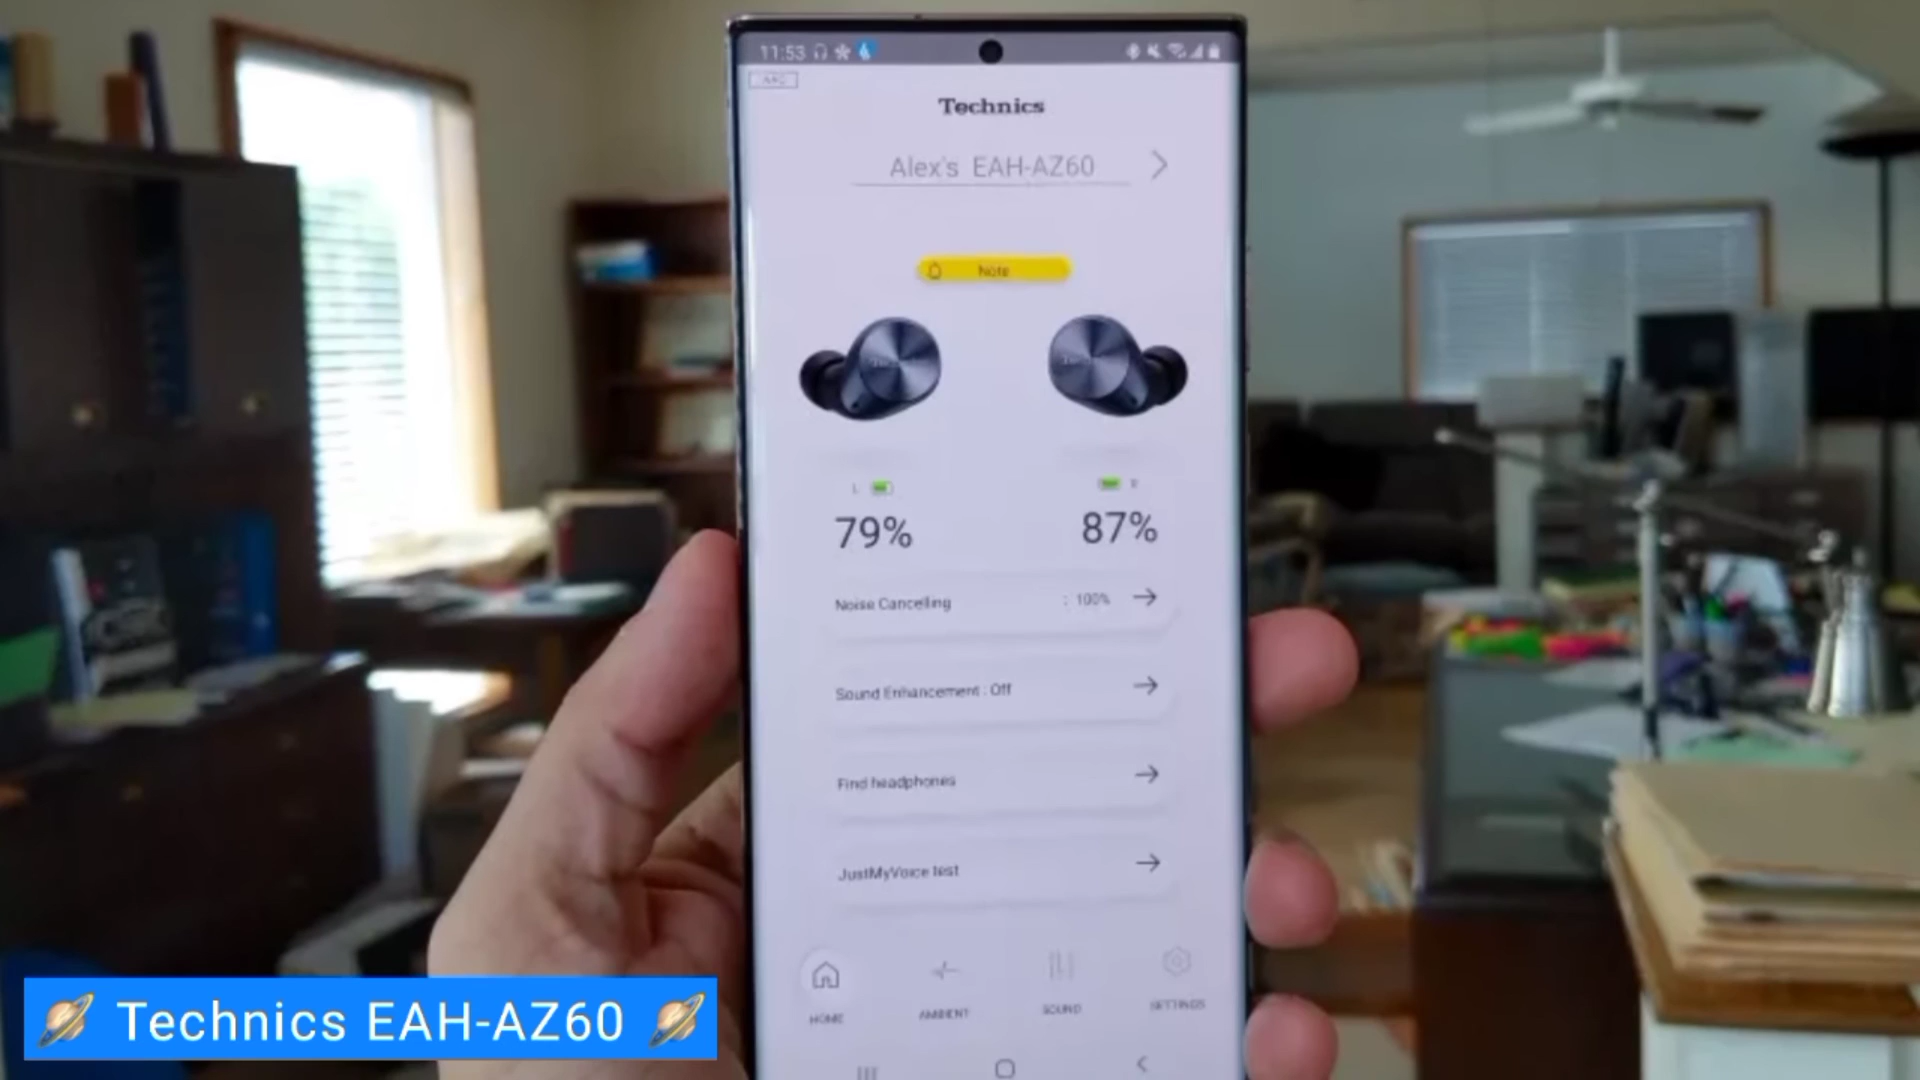 11:53
AAC
Technics
Alex's EAH-AZ60
Note
L
R
79%
87%
Noise Cancelling : 100%
Sound Enhancement : Off
Find headphones
JustMyVoice test
HOME
AMBIENT
SOUND
SETTINGS
🪐 Technics EAH-AZ60 🪐